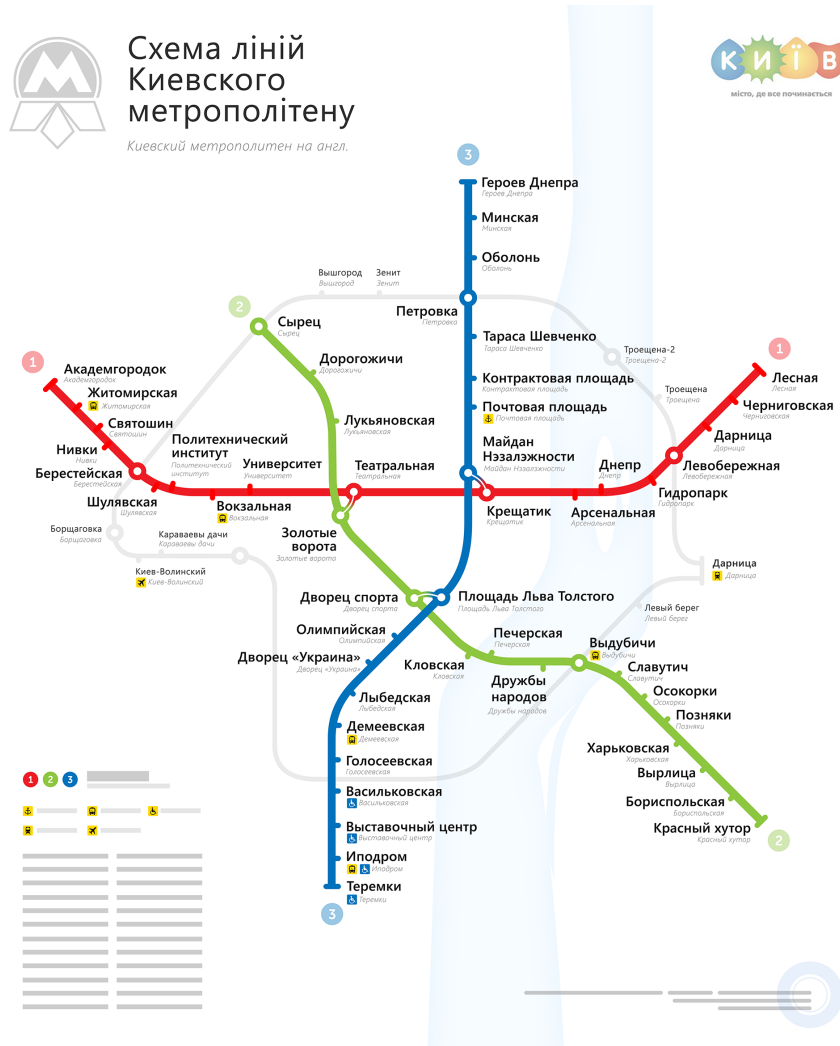 Схема ліній
Киевского
метрополітену
Киевский метрополитен на англ.
М
КИЇВ
місто, де все починається
3
Героев Днепра
Героев Днепра
Минская
Минская
Оболонь
Оболонь
Вышгород
Вышгород
Зенит
Зенит
2
Петровка
Петровка
Сырец
Сырец
Тараса Шевченко
Тараса Шевченко
Троещена-2
Троещена-2
1
Дорогожичи
Дорогожичи
1
Академгородок
Академгородок
Контрактовая площадь
Контрактовая площадь
Лесная
Лесная
Житомирская
Житомирская
Троещена
Троещена
Почтовая площадь
Почтовая площадь
Черниговская
Черниговская
Святошин
Святошин
Лукьяновская
Лукьяновская
Дарница
Дарница
Политехнический
институт
Политехнический
институт
Майдан
Нэзалэжности
Майдан Нэзалэжности
Нивки
Нивки
Университет
Университет
Театральная
Театральная
Днепр
Днепр
Левобережная
Левобережная
Берестейская
Берестейская
Шулявская
Шулявская
Гидропарк
Гидропарк
Вокзальная
Вокзальная
Крещатик
Крещатик
Арсенальная
Арсенальная
Борщаговка
Борщаговка
Караваевы дачи
Караваевы дачи
Золотые
ворота
Золотые ворота
Киев-Волинский
Киев-Волинский
Дарница
Дарница
Дворец спорта
Дворец спорта
Площадь Льва Толстого
Площадь Льва Толстого
Левый берег
Левый берег
Олимпийская
Олимпийская
Печерская
Печерская
Выдубичи
Выдубичи
Дворец «Украина»
Дворец «Украина»
Кловская
Кловская
Славутич
Славутич
Дружбы
народов
Дружбы народов
Лыбедская
Лыбедская
Осокорки
Осокорки
Позняки
Позняки
Демеевская
Демеевская
Харьковская
Харьковская
Голосеевская
Голосеевская
Вырлица
Вырлица
1 2 3
Васильковская
Васильковская
Бориспольская
Бориспольская
Выставочный центр
Выставочный центр
Красный хутор
Красный хутор
2
Иподром
Иподром
Теремки
Теремки
3